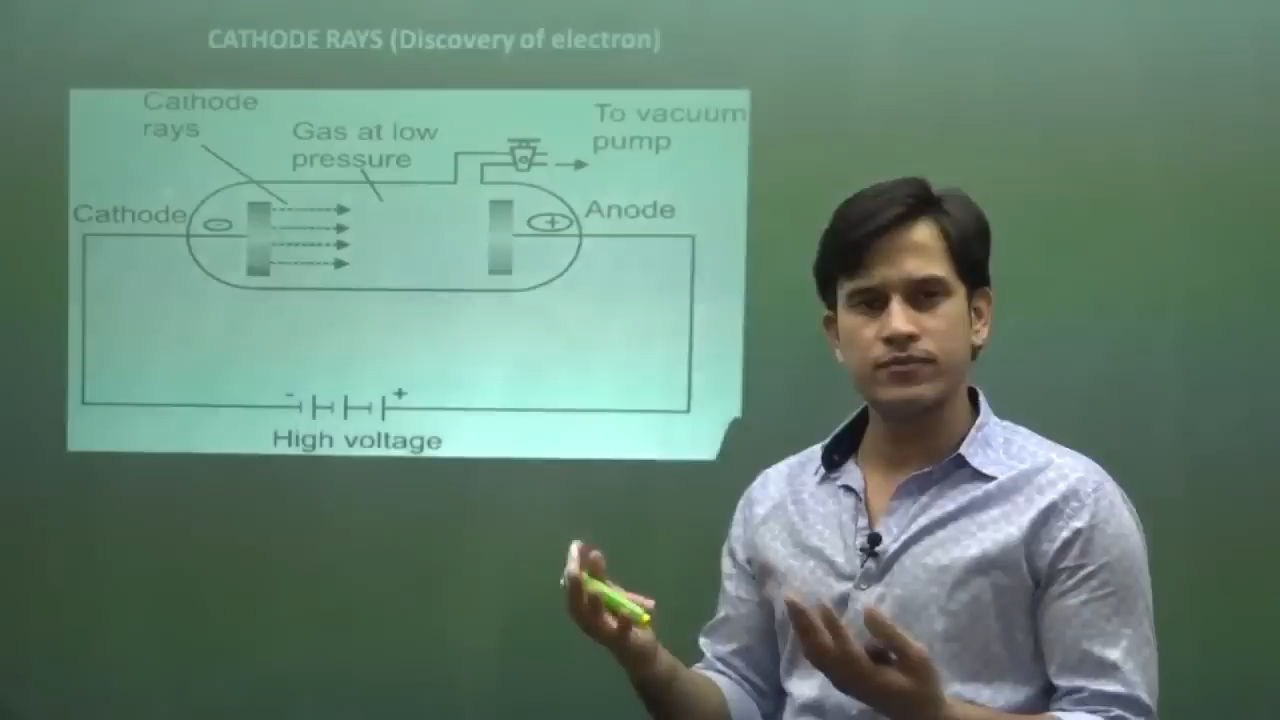 CATHODE RAYS (Discovery of electron)
Cathode
rays
Gas at low
pressure
To vacuum
pump
Cathode
-
+
Anode
- +
High voltage